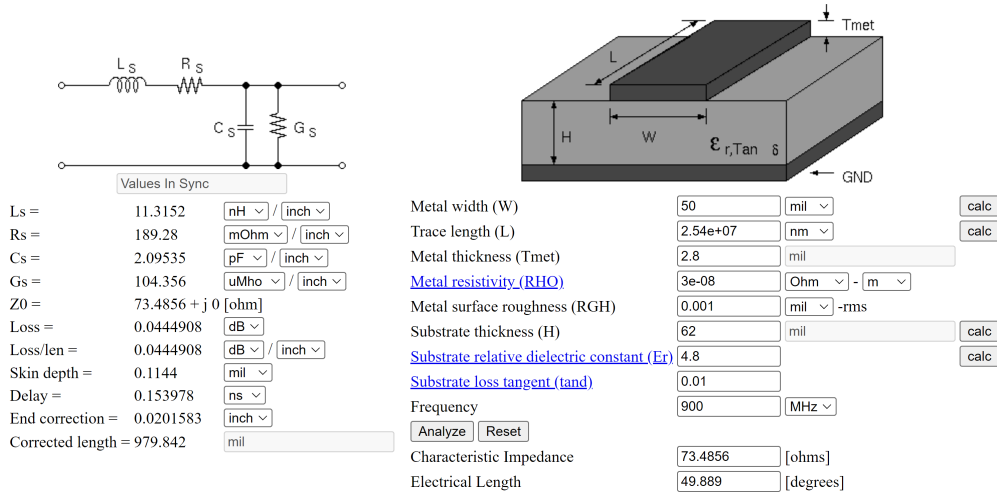 L S
R S
C S
G S
Values In Sync
Ls = 11.3152 nH / inch
Rs = 189.28 mOhm / inch
Cs = 2.09535 pF / inch
Gs = 104.356 uMho / inch
Z0 = 73.4856 + j 0 [ohm]
Loss = 0.0444908 dB
Loss/len = 0.0444908 dB / inch
Skin depth = 0.1144 mil
Delay = 0.153978 ns
End correction = 0.0201583 inch
Corrected length = 979.842 mil
Tmet
L
H
W
ε r,Tan δ
GND
Metal width (W) 50 mil calc
Trace length (L) 2.54e+07 nm calc
Metal thickness (Tmet) 2.8 mil
Metal resistivity (RHO) 3e-08 Ohm - m
Metal surface roughness (RGH) 0.001 mil -rms
Substrate thickness (H) 62 mil calc
Substrate relative dielectric constant (Er) 4.8 calc
Substrate loss tangent (tand) 0.01
Frequency 900 MHz
Analyze Reset
Characteristic Impedance 73.4856 [ohms]
Electrical Length 49.889 [degrees]